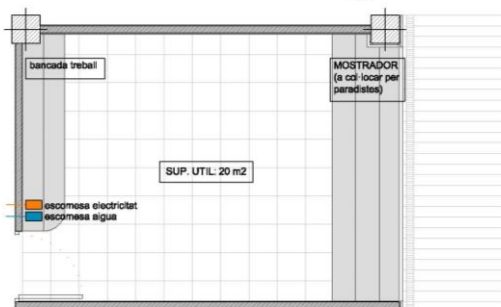 bancada treball
MOSTRADOR
(a col·locar per
paradistes)
SUP. UTIL: 20 m2
escomesa electricitat
escomesa aigua